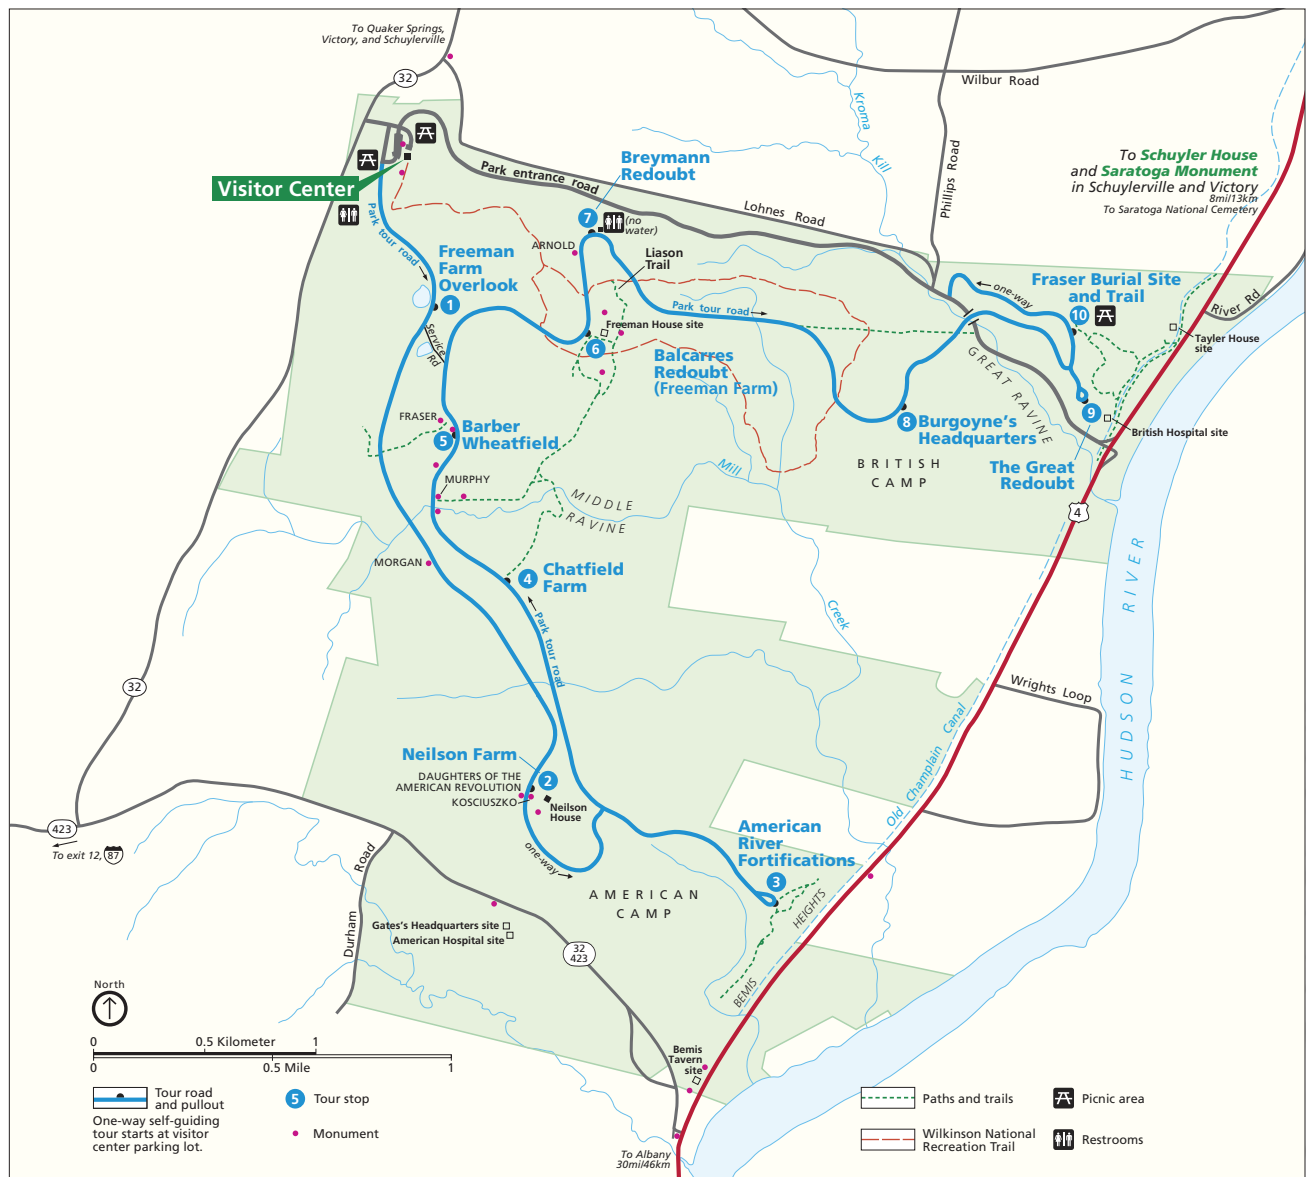 To Quaker Springs,
Victory, and Schuylerville
32
Wilbur Road
Kroma
Kill
Phillips Road
To Schuyler House
and Saratoga Monument
in Schuylerville and Victory
8mi/13km
To Saratoga National Cemetery
Visitor Center
Park entrance road
Lohnes Road
Breymann
Redoubt
7
(no
water)
ARNOLD
Liason
Trail
Park tour road
Freeman
Farm
Overlook
1
Service
Rd
Park tour road
one-way
Fraser Burial Site
and Trail
10
River Rd
Tayler House
site
Freeman House site
6
Balcarres
Redoubt
(Freeman Farm)
GREAT RAVINE
FRASER
5
Barber
Wheatfield
8
Burgoyne's
Headquarters
9
British Hospital site
The Great
Redoubt
BRITISH
CAMP
MURPHY
Mill
MIDDLE
RAVINE
4
MORGAN
4
Chatfield
Farm
Creek
HUDSON RIVER
Park tour road
32
Wrights Loop
Old Champlain Canal
Neilson Farm
2
DAUGHTERS OF THE
AMERICAN REVOLUTION
KOSCIUSZKO
Neilson
House
one-way
American
River
Fortifications
3
423
To exit 12, 87
Durham Road
AMERICAN
CAMP
BEMIS HEIGHTS
Gates's Headquarters site
American Hospital site
32
423
North
0 0.5 Kilometer 1
0 0.5 Mile 1
Bemis
Tavern
site
Tour road
and pullout
One-way self-guiding
tour starts at visitor
center parking lot.
5 Tour stop
Monument
Paths and trails
Wilkinson National
Recreation Trail
Picnic area
Restrooms
To Albany
30mi/46km